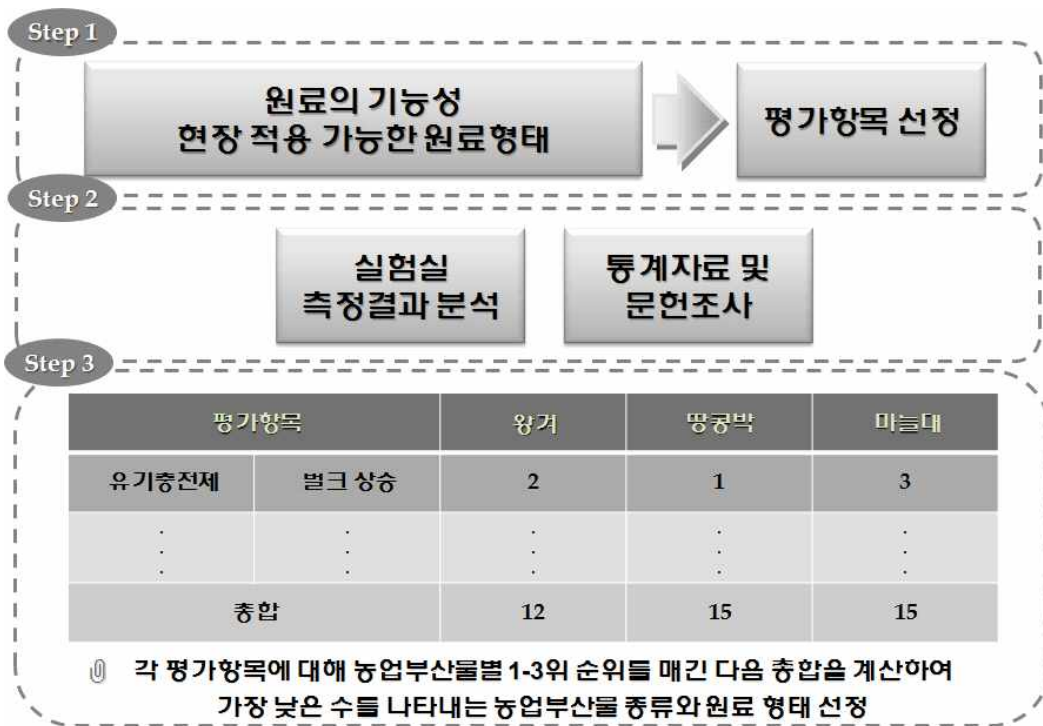 Step 1
원료의 기능성
현장 적용 가능한 원료형태
평가항목 선정
Step 2
실험실
측정결과 분석
통계자료 및
문헌조사
Step 3
평가항목 왕겨 땅콩박 마늘대
유기충전제 벌크 상승 2 1 3
. . . . .
. . . . .
. . . . .
총합 12 15 15
각 평가항목에 대해 농업부산물별 1-3위 순위를 매긴 다음 총합을 계산하여
가장 낮은 수를 나타내는 농업부산물 종류와 원료 형태 선정